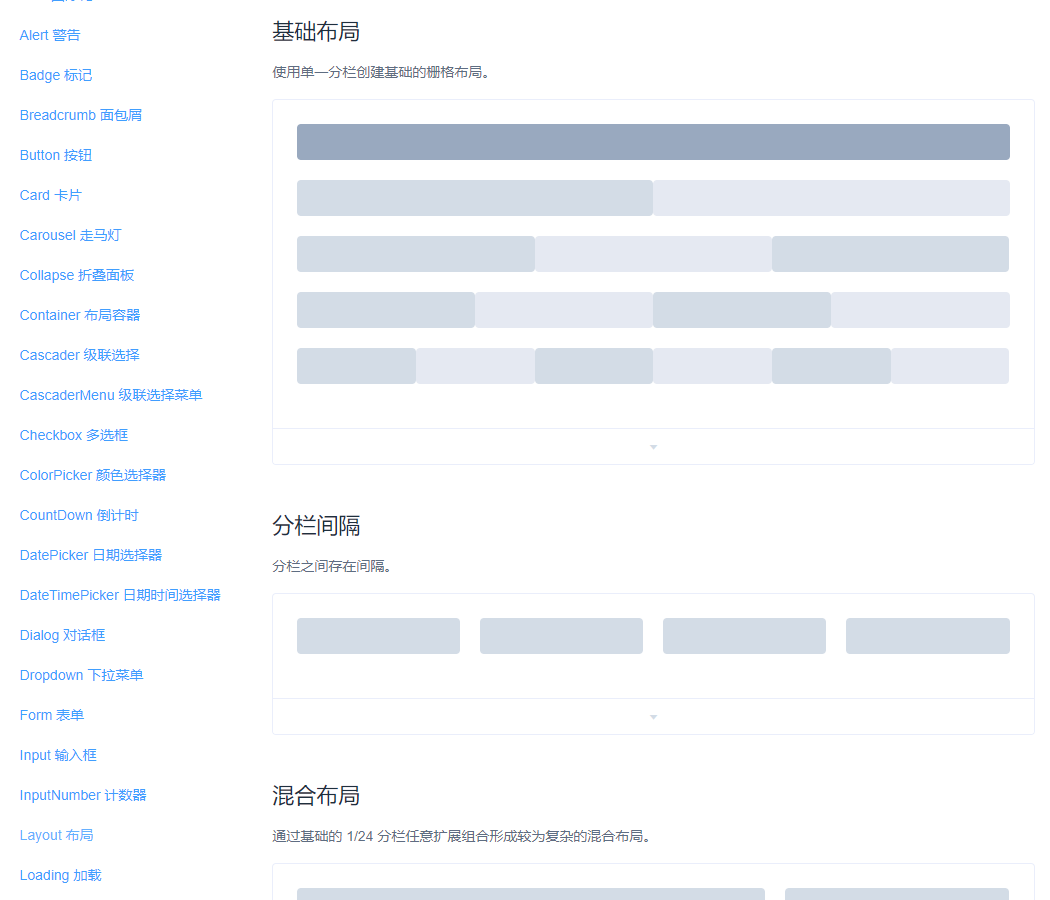 Alert 警告
Badge 标记
Breadcrumb 面包屑
Button 按钮
Card 卡片
Carousel 走马灯
Collapse 折叠面板
Container 布局容器
Cascader 级联选择
CascaderMenu 级联选择菜单
Checkbox 多选框
ColorPicker 颜色选择器
CountDown 倒计时
DatePicker 日期选择器
DateTimePicker 日期时间选择器
Dialog 对话框
Dropdown 下拉菜单
Form 表单
Input 输入框
InputNumber 计数器
Layout 布局
Loading 加载
基础布局
使用单一分栏创建基础的栅格布局。
分栏间隔
分栏之间存在间隔。
混合布局
通过基础的 1/24 分栏任意扩展组合形成较为复杂的混合布局。